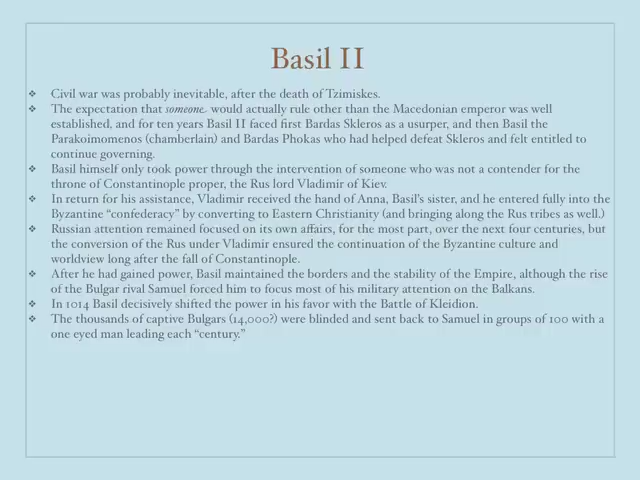 Basil II
❖ Civil war was probably inevitable, after the death of Tzimiskes.
❖ The expectation that someone would actually rule other than the Macedonian emperor was well
established, and for ten years Basil II faced first Bardas Skleros as a usurper, and then Basil the
Parakoimomenos (chamberlain) and Bardas Phokas who had helped defeat Skleros and felt entitled to
continue governing.
❖ Basil himself only took power through the intervention of someone who was not a contender for the
throne of Constantinople proper, the Rus lord Vladimir of Kiev.
❖ In return for his assistance, Vladimir received the hand of Anna, Basil's sister, and he entered fully into the
Byzantine "confederacy" by converting to Eastern Christianity (and bringing along the Rus tribes as well.)
❖ Russian attention remained focused on its own affairs, for the most part, over the next four centuries, but
the conversion of the Rus under Vladimir ensured the continuation of the Byzantine culture and
worldview long after the fall of Constantinople.
❖ After he had gained power, Basil maintained the borders and the stability of the Empire, although the rise
of the Bulgar rival Samuel forced him to focus most of his military attention on the Balkans.
❖ In 1014 Basil decisively shifted the power in his favor with the Battle of Kleidion.
❖ The thousands of captive Bulgars (14,000?) were blinded and sent back to Samuel in groups of 100 with a
one eyed man leading each "century."